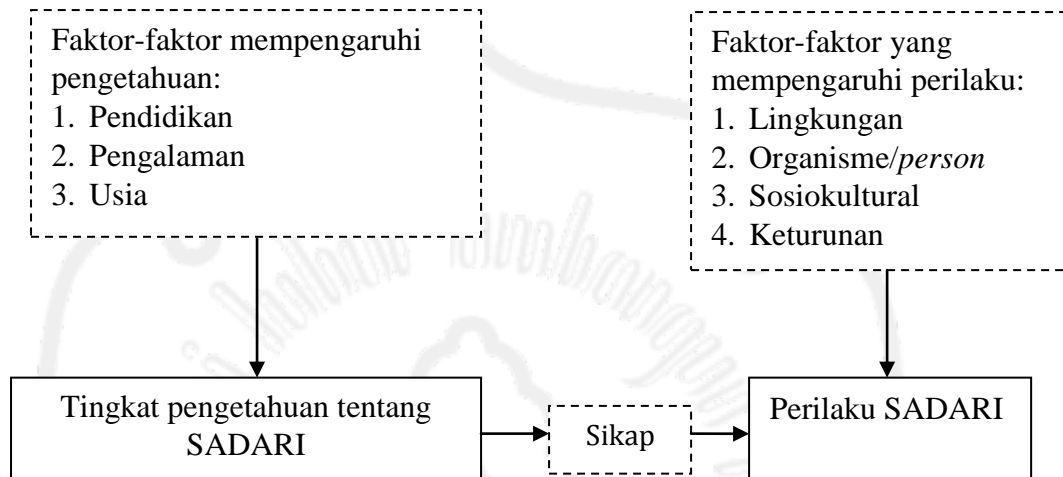 Faktor-faktor mempengaruhi
pengetahuan:
1. Pendidikan
2. Pengalaman
3. Usia
Faktor-faktor yang
mempengaruhi perilaku:
1. Lingkungan
2. Organisme/person
3. Sosiokultural
4. Keturunan
Tingkat pengetahuan tentang
SADARI
Sikap
Perilaku SADARI